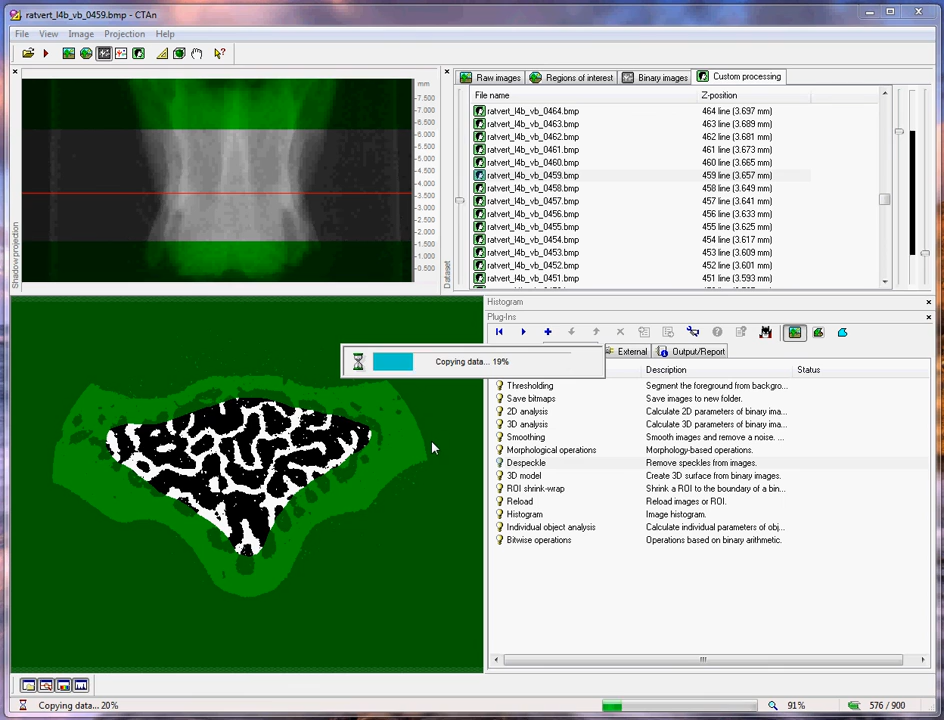 ratvert_l4b_vb_0459.bmp - CTAn
File View Image Projection Help
mm
7.500
7.000
6.500
6.000
5.500
5.000
4.500
4.000
3.500
3.000
2.500
2.000
1.500
1.000
0.500
Shadow projection
Dataset
Raw images Regions of interest Binary images Custom processing
File name Z-position
ratvert_l4b_vb_0464.bmp 464 line (3.697 mm)
ratvert_l4b_vb_0463.bmp 463 line (3.689 mm)
ratvert_l4b_vb_0462.bmp 462 line (3.681 mm)
ratvert_l4b_vb_0461.bmp 461 line (3.673 mm)
ratvert_l4b_vb_0460.bmp 460 line (3.665 mm)
ratvert_l4b_vb_0459.bmp 459 line (3.657 mm)
ratvert_l4b_vb_0458.bmp 458 line (3.649 mm)
ratvert_l4b_vb_0457.bmp 457 line (3.641 mm)
ratvert_l4b_vb_0456.bmp 456 line (3.633 mm)
ratvert_l4b_vb_0455.bmp 455 line (3.625 mm)
ratvert_l4b_vb_0454.bmp 454 line (3.617 mm)
ratvert_l4b_vb_0453.bmp 453 line (3.609 mm)
ratvert_l4b_vb_0452.bmp 452 line (3.601 mm)
ratvert_l4b_vb_0451.bmp 451 line (3.593 mm)
Histogram
Plug-Ins
Copying data... 19%
External Output/Report
Description Status
Thresholding Segment the foreground from backgro...
Save bitmaps Save images to new folder.
2D analysis Calculate 2D parameters of binary ima...
3D analysis Calculate 3D parameters of binary ima...
Smoothing Smooth images and remove a noise. ...
Morphological operations Morphology-based operations.
Despeckle Remove speckles from images.
3D model Create 3D surface from binary images.
ROI shrink-wrap Shrink a ROI to the boundary of a bin...
Reload Reload images or ROI.
Histogram Image histogram.
Individual object analysis Calculate individual parameters of obj...
Bitwise operations Operations based on binary arithmetic.
Copying data... 20% 91% 576 / 900